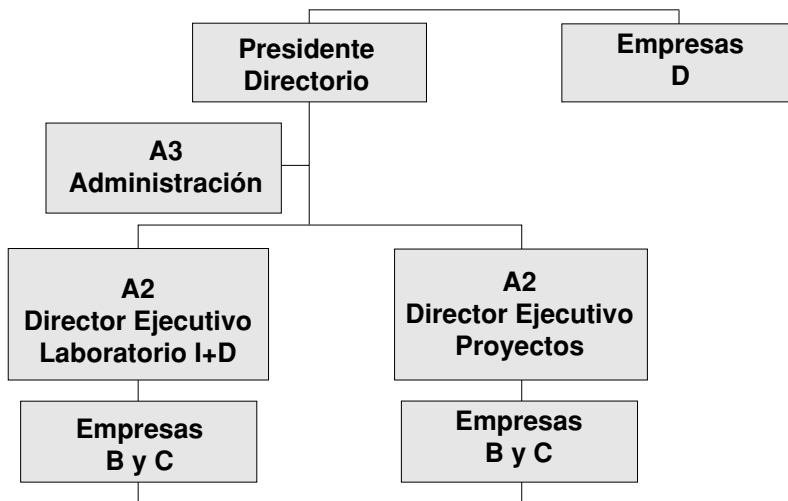 Presidente
Directorio
Empresas
D
A3
Administración
A2
Director Ejecutivo
Laboratorio I+D
A2
Director Ejecutivo
Proyectos
Empresas
B y C
Empresas
B y C